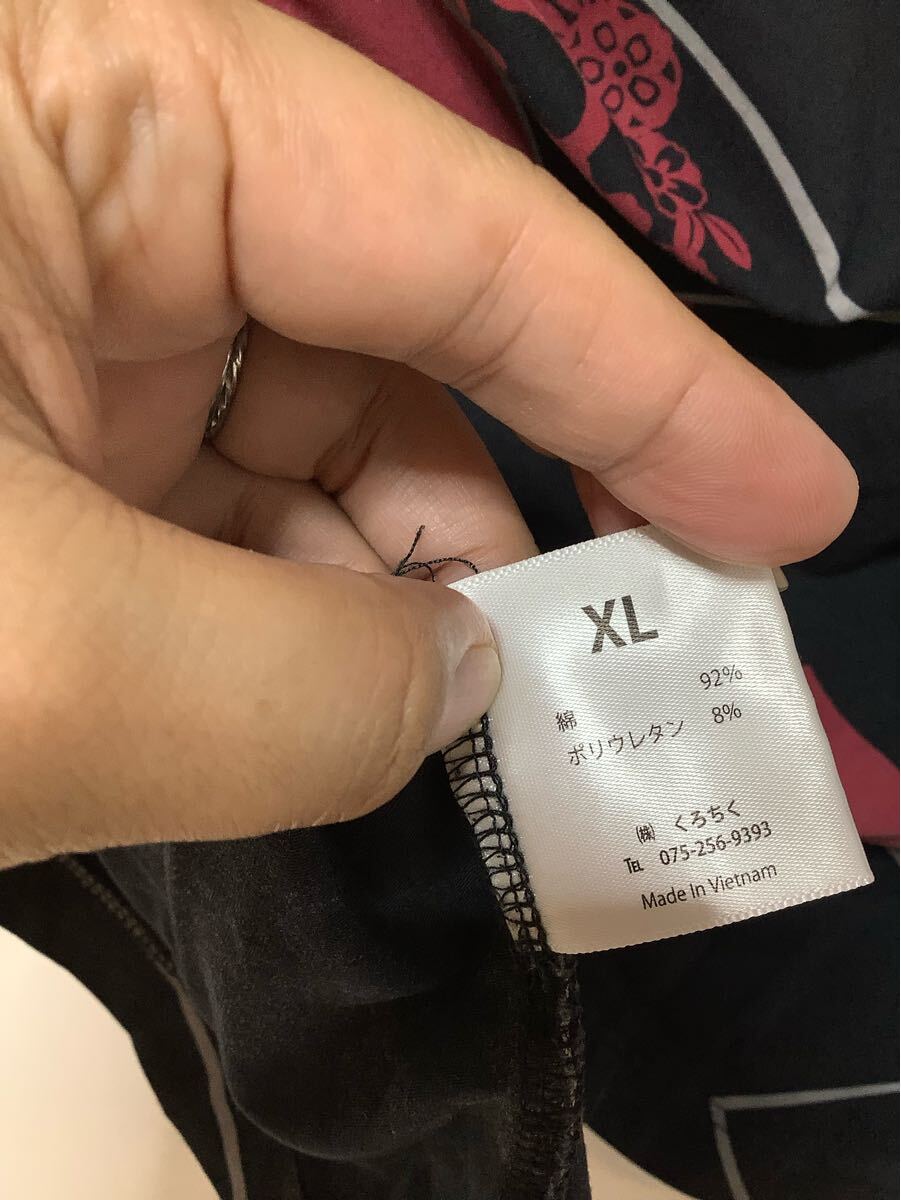 XL
綿 92%
ポリウレタン 8%
㈱ くろちく
℡ 075-256-9393
Made In Vietnam